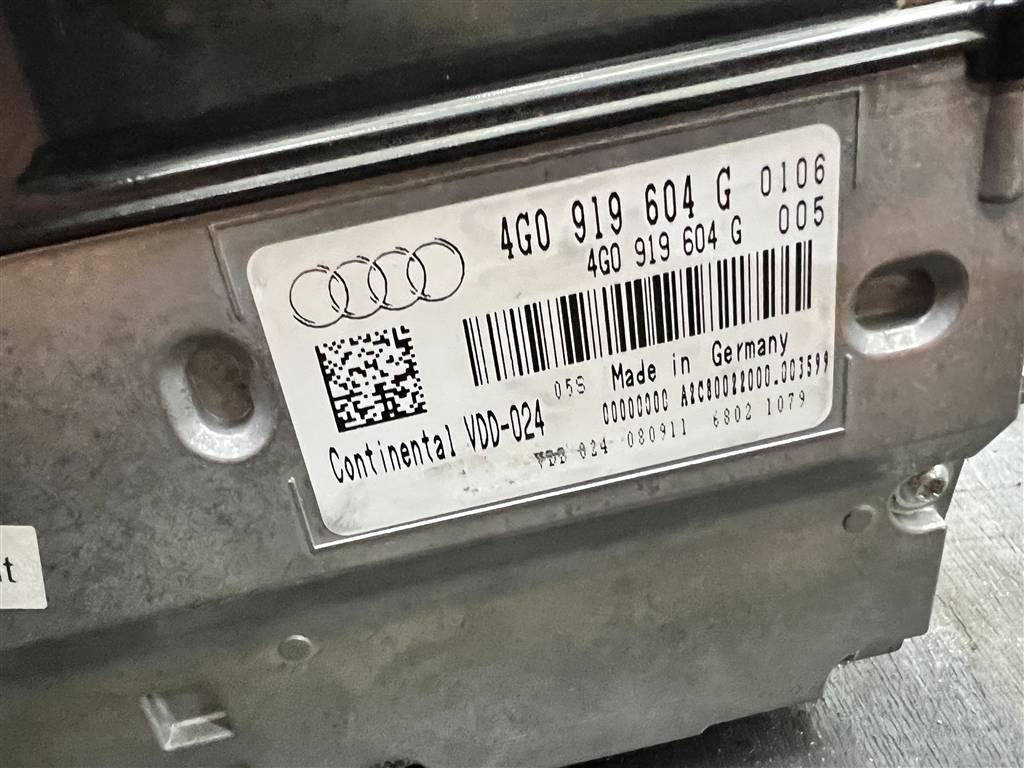 4G0 919 604 G 0106
4G0 919 604 G 005
05S Made in Germany
00000000 A2C80022000.003599
Continental VDD-024
VDD 024 080911 6802 1079